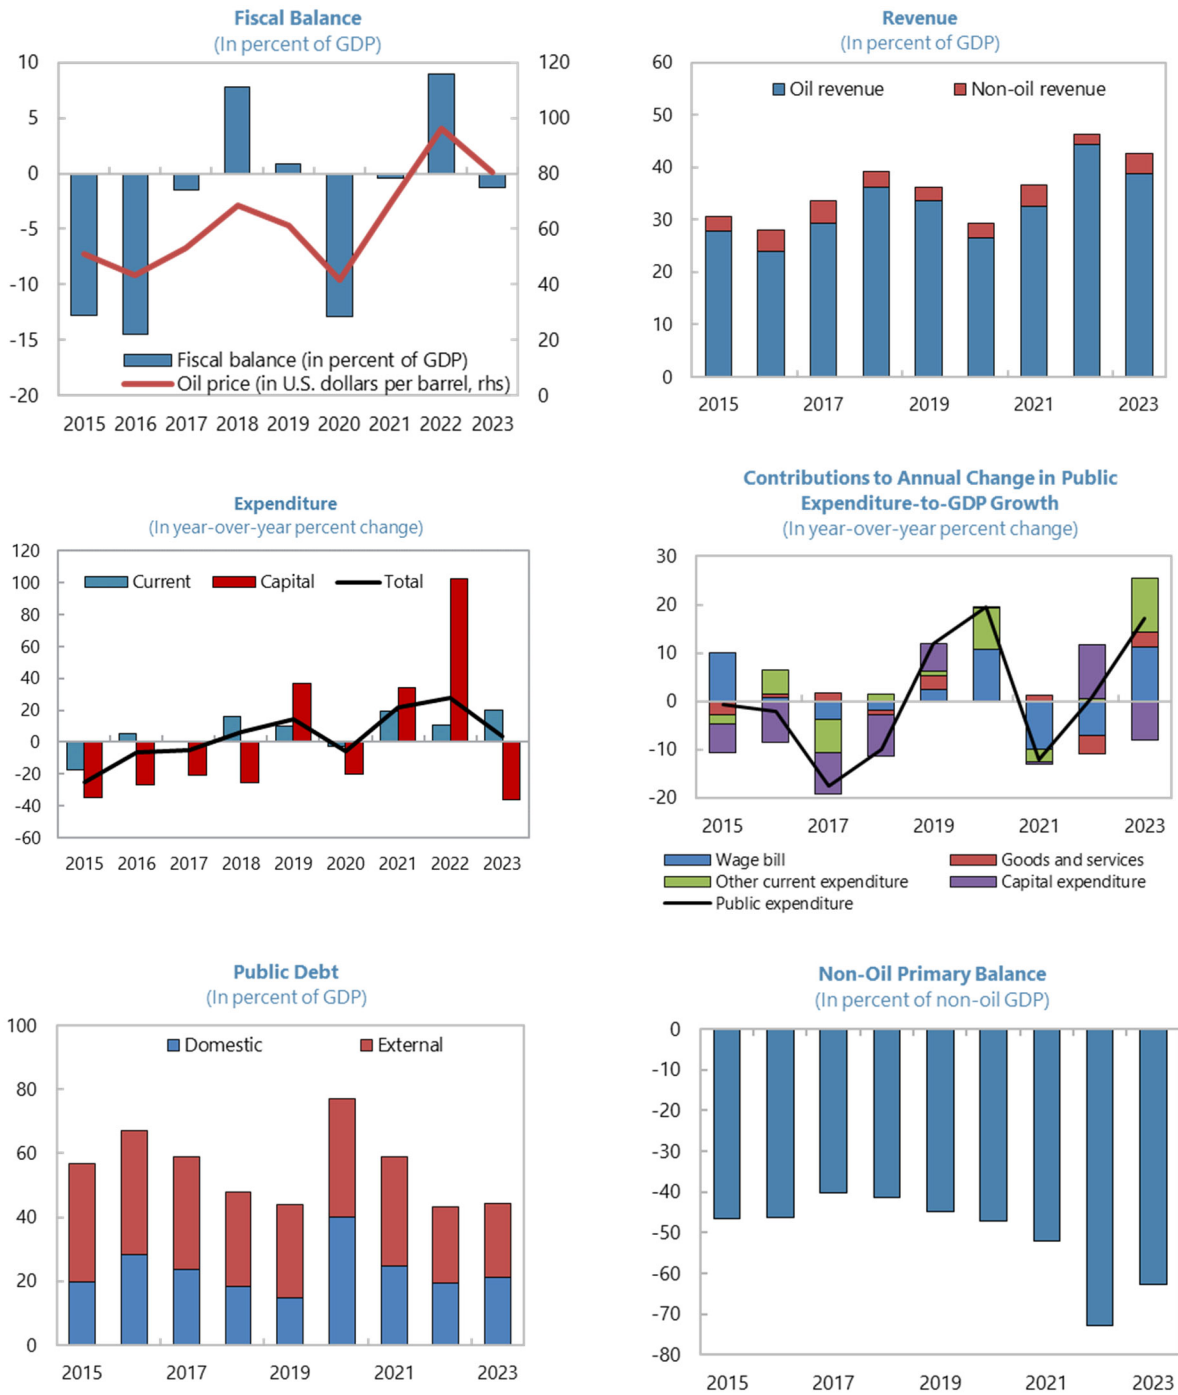 Fiscal Balance
(In percent of GDP)
10
5
0
-5
-10
-15
-20
120
100
80
60
40
20
0
Fiscal balance (in percent of GDP)
Oil price (in U.S. dollars per barrel, rhs)
2015 2016 2017 2018 2019 2020 2021 2022 2023
Revenue
(In percent of GDP)
60
50
40
30
20
10
0
Oil revenue Non-oil revenue
2015 2017 2019 2021 2023
Expenditure
(In year-over-year percent change)
120
100
80
60
40
20
0
-20
-40
-60
Current Capital Total
2015 2016 2017 2018 2019 2020 2021 2022 2023
Contributions to Annual Change in Public
Expenditure-to-GDP Growth
(In year-over-year percent change)
30
20
10
0
-10
-20
2015 2017 2019 2021 2023
Wage bill Goods and services
Other current expenditure Capital expenditure
Public expenditure
Public Debt
(In percent of GDP)
100
80
60
40
20
0
Domestic External
2015 2017 2019 2021 2023
Non-Oil Primary Balance
(In percent of non-oil GDP)
0
-10
-20
-30
-40
-50
-60
-70
-80
2015 2017 2019 2021 2023